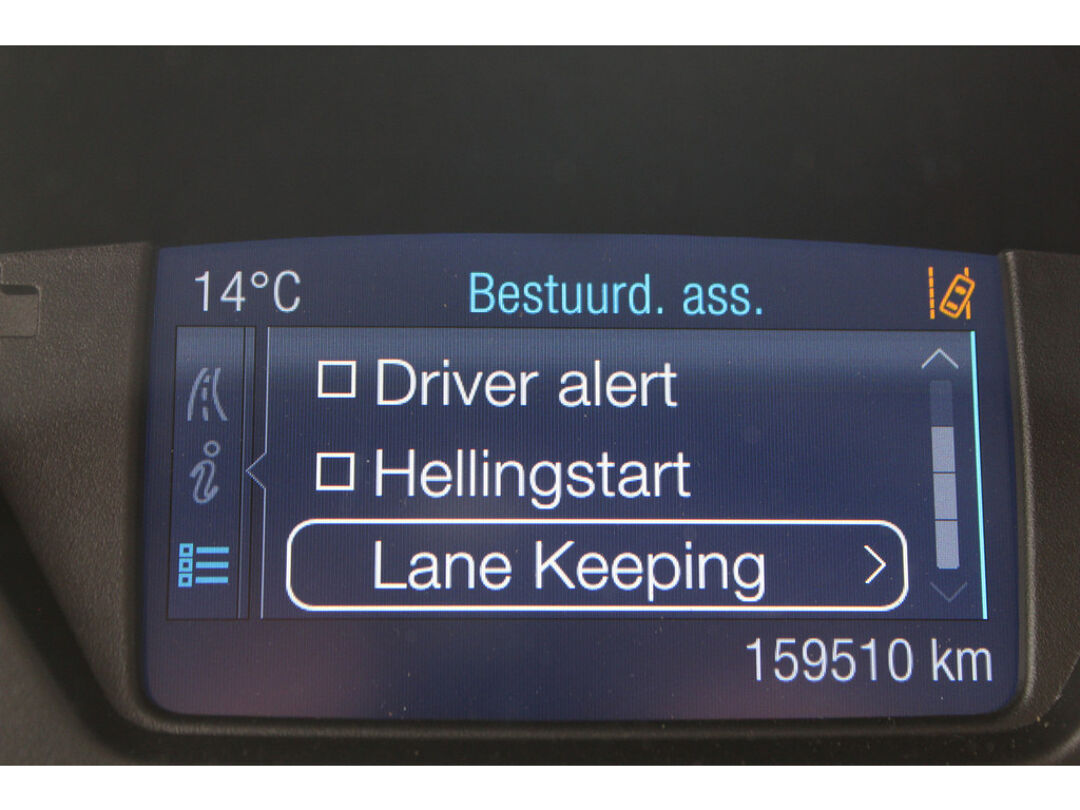 14°C Bestuurd. ass.
Driver alert
Hellingstart
Lane Keeping
159510 km